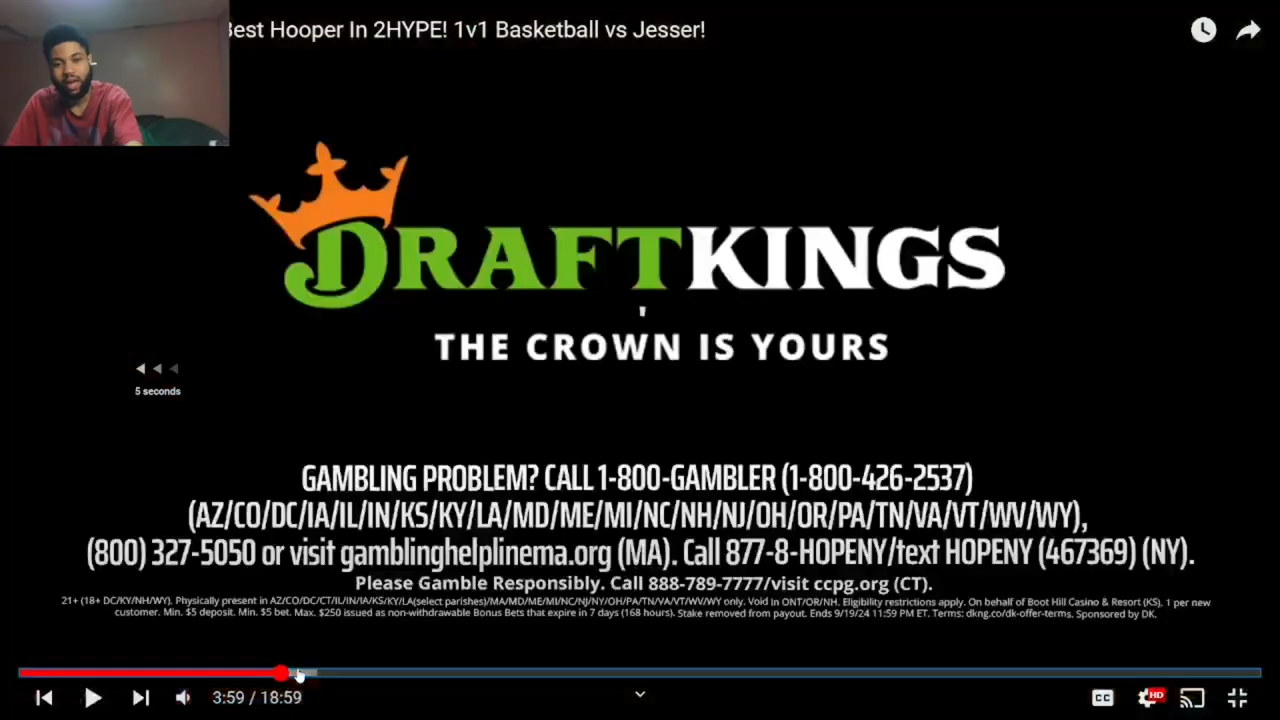 Best Hooper In 2HYPE! 1v1 Basketball vs Jesser!
DRAFTKINGS
THE CROWN IS YOURS
5 seconds
GAMBLING PROBLEM? CALL 1-800-GAMBLER (1-800-426-2537)
(AZ/CO/DC/IA/IL/IN/KS/KY/LA/MD/ME/MI/NC/NH/NJ/OH/OR/PA/TN/VA/VT/WV/WY),
(800) 327-5050 or visit gamblinghelplinema.org (MA). Call 877-8-HOPENY/text HOPENY (467369) (NY).
Please Gamble Responsibly. Call 888-789-7777/visit ccpg.org (CT).
21+ (18+ DC/KY/NH/WY). Physically present in AZ/CO/DC/CT/IL/IN/IA/KS/KY/LA(select parishes)/MA/MD/ME/MI/NC/NJ/NY/OH/PA/TN/VA/VT/WV/WY only. Void in ONT/OR/NH. Eligibility restrictions apply. On behalf of Boot Hill Casino & Resort (KS). 1 per new
customer. Min. $5 deposit. Min. $5 bet. Max. $250 issued as non-withdrawable Bonus Bets that expire in 7 days (168 hours). Stake removed from payout. Ends 9/19/24 11:59 PM ET. Terms: dkng.co/dk-offer-terms. Sponsored by DK.
3:59 / 18:59
CC
HD